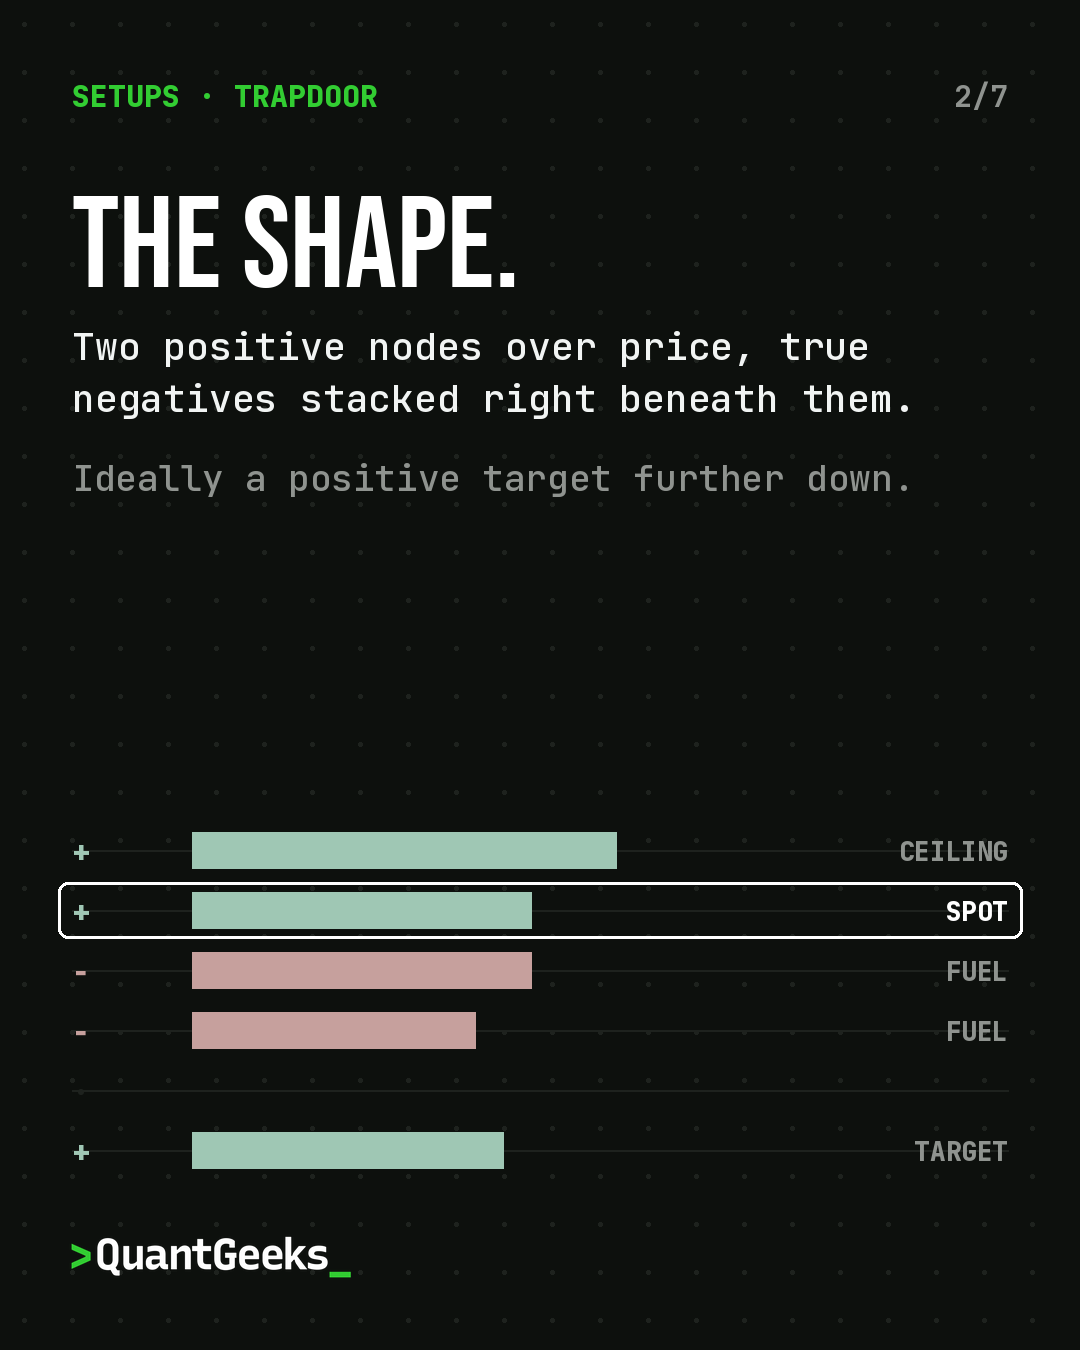 SETUPS · TRAPDOOR
2/7
THE SHAPE.
Two positive nodes over price, true
negatives stacked right beneath them.
Ideally a positive target further down.
+ CEILING
+ SPOT
- FUEL
- FUEL
+ TARGET
>QuantGeeks_